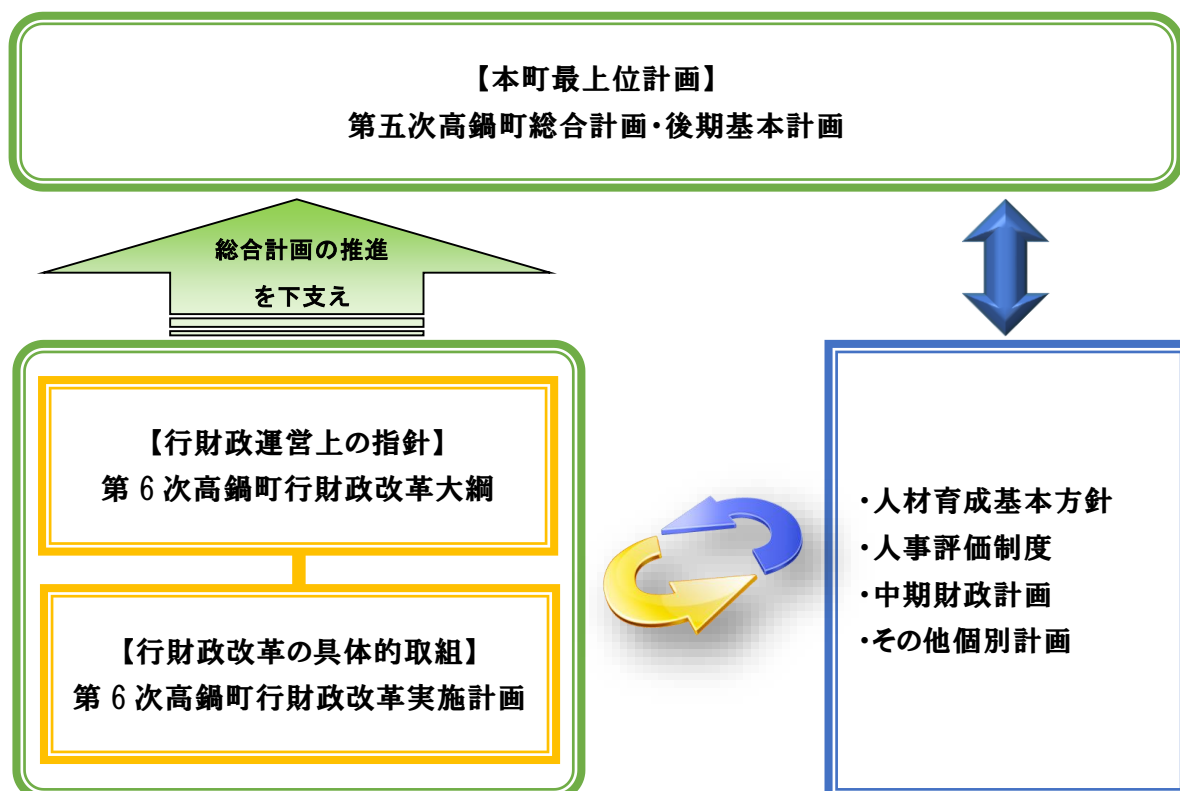 【本町最上位計画】
第五次高鍋町総合計画・後期基本計画
総合計画の推進
を下支え
【行財政運営上の指針】
第6次高鍋町行財政改革大綱
【行財政改革の具体的取組】
第6次高鍋町行財政改革実施計画
・人材育成基本方針
・人事評価制度
・中期財政計画
・その他個別計画